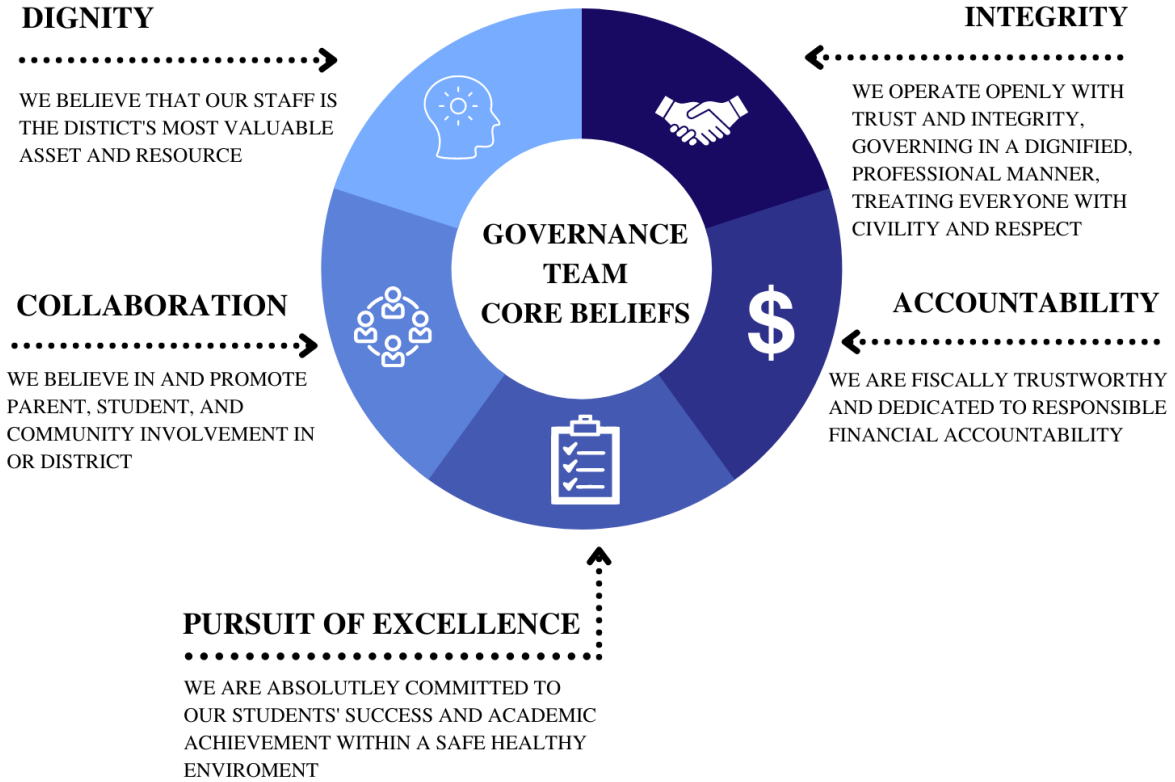 DIGNITY
WE BELIEVE THAT OUR STAFF IS
THE DISTICT'S MOST VALUABLE
ASSET AND RESOURCE
INTEGRITY
WE OPERATE OPENLY WITH
TRUST AND INTEGRITY,
GOVERNING IN A DIGNIFIED,
PROFESSIONAL MANNER,
TREATING EVERYONE WITH
CIVILITY AND RESPECT
GOVERNANCE
TEAM
CORE BELIEFS
COLLABORATION
WE BELIEVE IN AND PROMOTE
PARENT, STUDENT, AND
COMMUNITY INVOLVEMENT IN
OR DISTRICT
$
ACCOUNTABILITY
WE ARE FISCALLY TRUSTWORTHY
AND DEDICATED TO RESPONSIBLE
FINANCIAL ACCOUNTABILITY
PURSUIT OF EXCELLENCE
WE ARE ABSOLUTLEY COMMITTED TO
OUR STUDENTS' SUCCESS AND ACADEMIC
ACHIEVEMENT WITHIN A SAFE HEALTHY
ENVIROMENT